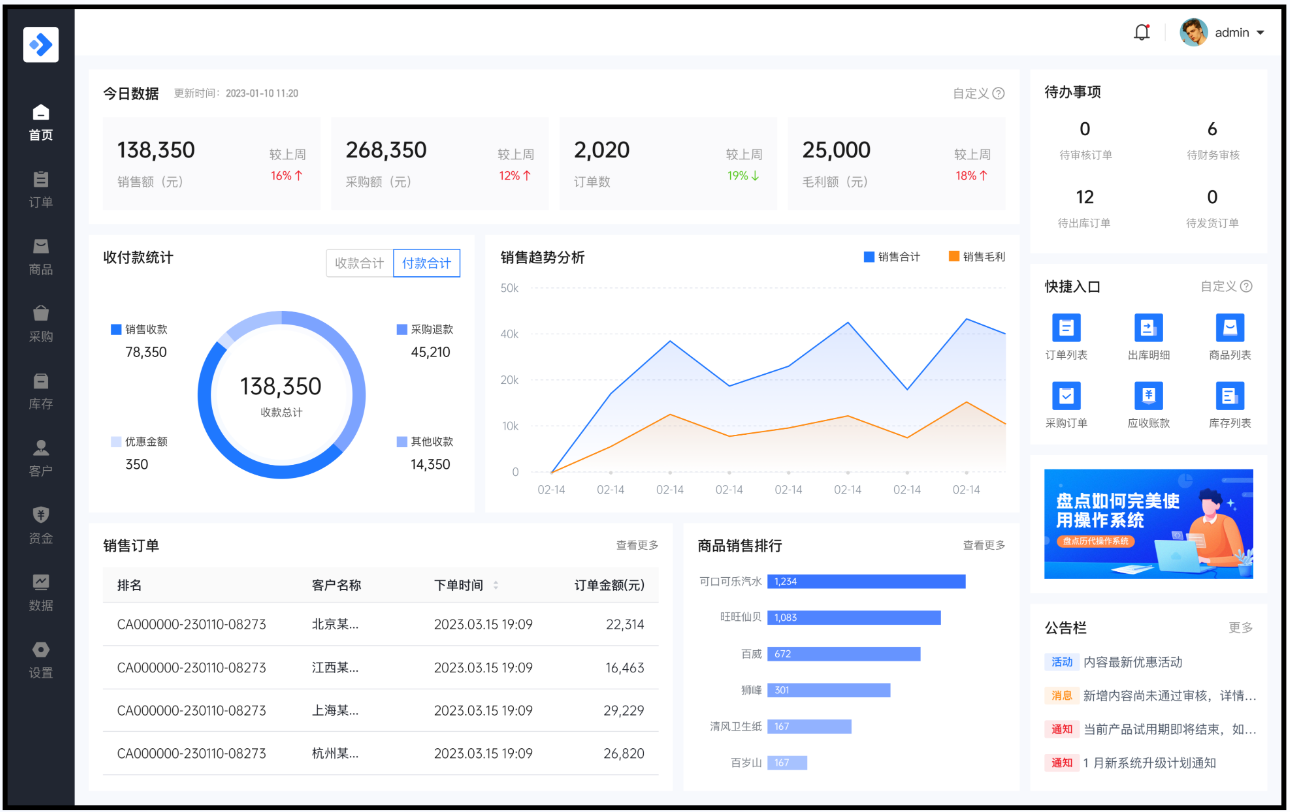 admin
首页
订单
商品
采购
库存
客户
资金
数据
设置
今日数据 更新时间：2023-01-10 11:20 自定义
138,350 较上周
销售额（元） 16%↑
268,350 较上周
采购额（元） 12%↑
2,020 较上周
订单数 19%↓
25,000 较上周
毛利额（元） 18%↑
收付款统计 收款合计 付款合计
销售收款
78,350
采购退款
45,210
138,350
收款总计
优惠金额
350
其他收款
14,350
销售趋势分析 销售合计 销售毛利
50k
40k
20k
10k
0
02-14 02-14 02-14 02-14 02-14 02-14 02-14 02-14
销售订单 查看更多
排名 客户名称 下单时间 订单金额(元)
CA000000-230110-08273 北京某... 2023.03.15 19:09 22,314
CA000000-230110-08273 江西某... 2023.03.15 19:09 16,463
CA000000-230110-08273 上海某... 2023.03.15 19:09 29,229
CA000000-230110-08273 杭州某... 2023.03.15 19:09 26,820
商品销售排行 查看更多
可口可乐汽水 1,234
旺旺仙贝 1,083
百威 672
狮峰 301
清风卫生纸 167
百岁山 167
待办事项
0 6
待审核订单 待财务审核
12 0
待出库订单 待发货订单
快捷入口 自定义
订单列表 出库明细 商品列表
采购订单 应收账款 库存列表
盘点如何完美使
用操作系统
盘点历代操作系统
公告栏 更多
活动 内容最新优惠活动
消息 新增内容尚未通过审核，详情...
通知 当前产品试用期即将结束，如...
通知 1 月新系统升级计划通知